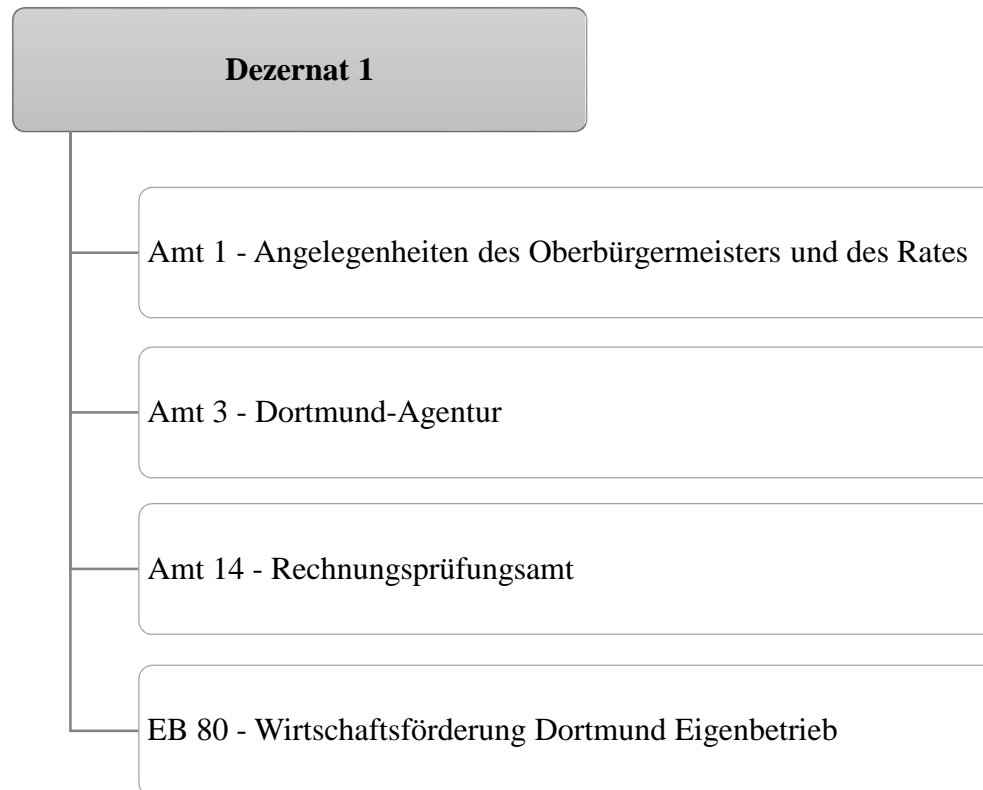 Dezernat 1
Amt 1 - Angelegenheiten des Oberbürgermeisters und des Rates
Amt 3 - Dortmund-Agentur
Amt 14 - Rechnungsprüfungsamt
EB 80 - Wirtschaftsförderung Dortmund Eigenbetrieb